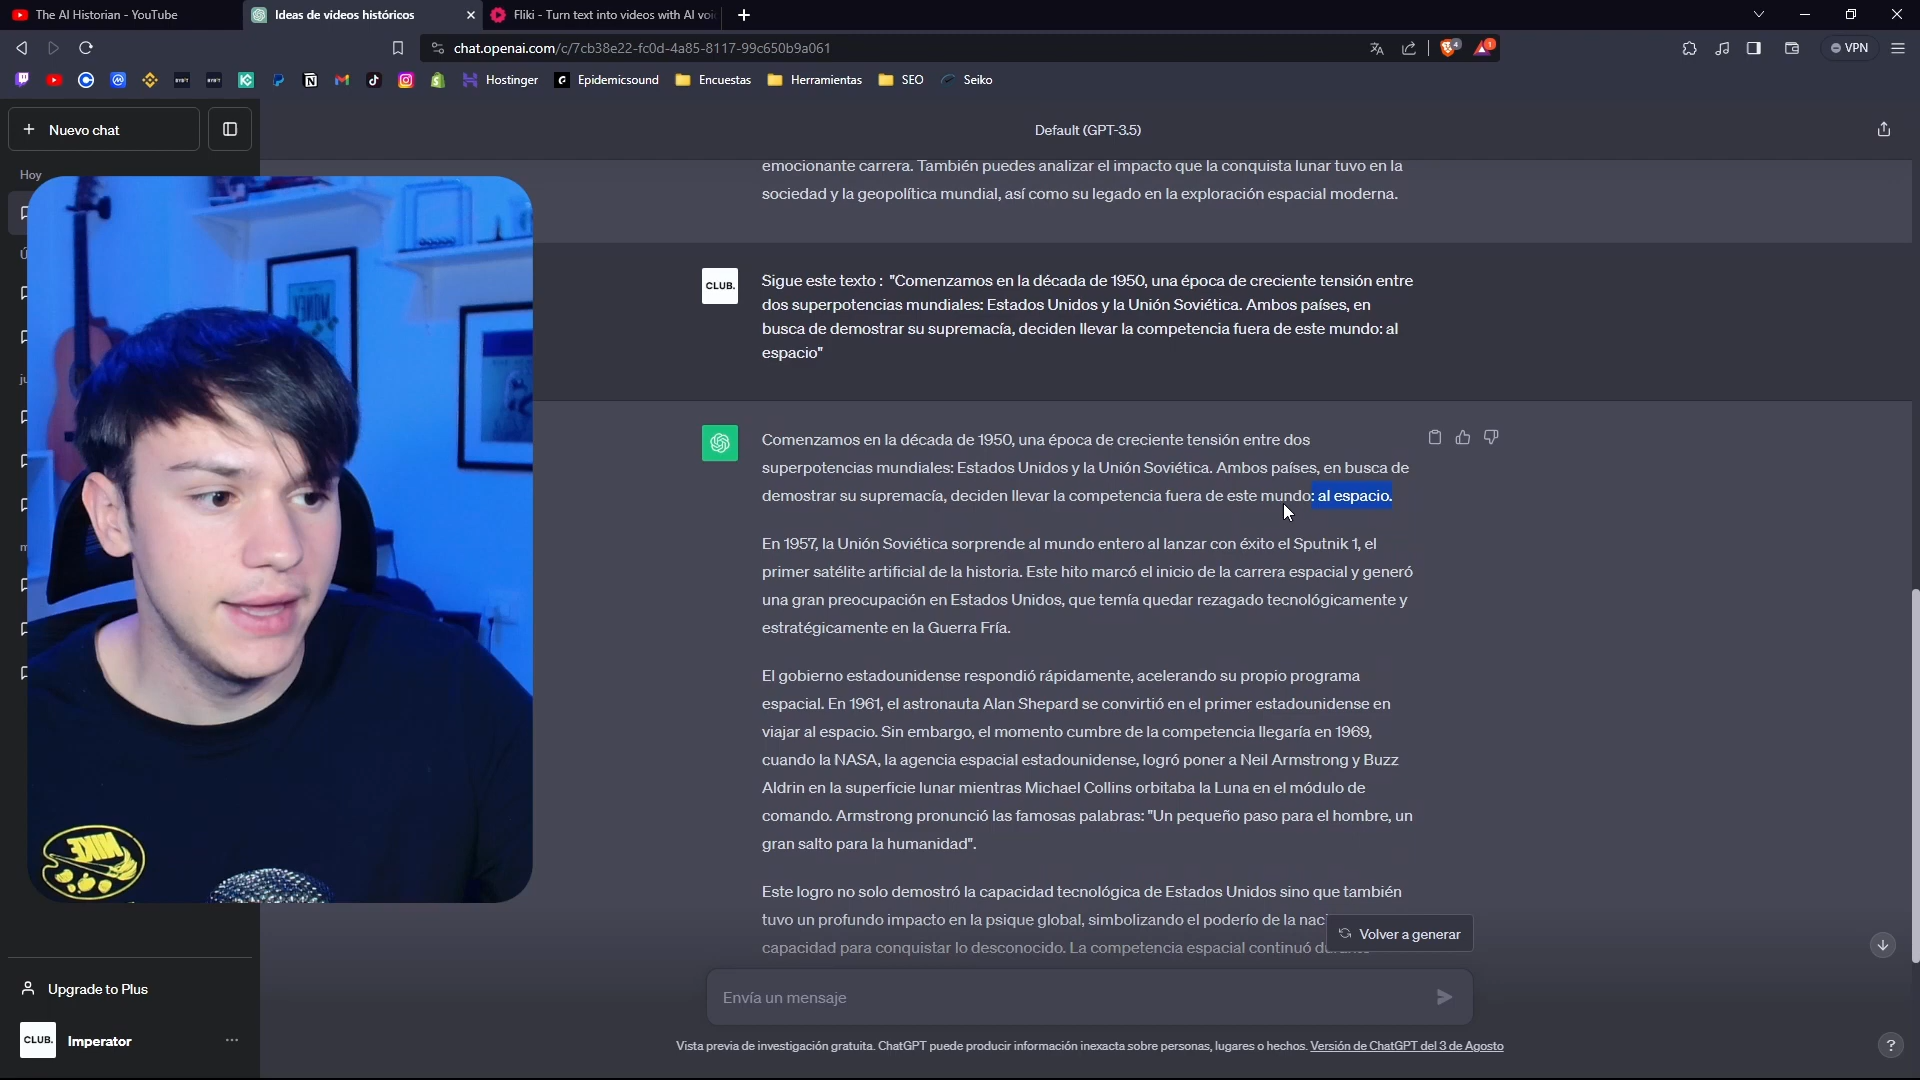 The AI Historian - YouTube
Ideas de videos históricos
Fliki - Turn text into videos with AI voi
chat.openai.com/c/7cb38e22-fc0d-4a85-8117-99c650b9a061
4
1
VPN
Hostinger
Epidemicsound
Encuestas
Herramientas
SEO
Seiko
Nuevo chat
Default (GPT-3.5)
Hoy
emocionante carrera. También puedes analizar el impacto que la conquista lunar tuvo en la
sociedad y la geopolítica mundial, así como su legado en la exploración espacial moderna.
CLUB.
Sigue este texto : "Comenzamos en la década de 1950, una época de creciente tensión entre
dos superpotencias mundiales: Estados Unidos y la Unión Soviética. Ambos países, en
busca de demostrar su supremacía, deciden llevar la competencia fuera de este mundo: al
espacio"
Comenzamos en la década de 1950, una época de creciente tensión entre dos
superpotencias mundiales: Estados Unidos y la Unión Soviética. Ambos países, en busca de
demostrar su supremacía, deciden llevar la competencia fuera de este mundo: al espacio.
En 1957, la Unión Soviética sorprende al mundo entero al lanzar con éxito el Sputnik 1, el
primer satélite artificial de la historia. Este hito marcó el inicio de la carrera espacial y generó
una gran preocupación en Estados Unidos, que temía quedar rezagado tecnológicamente y
estratégicamente en la Guerra Fría.
El gobierno estadounidense respondió rápidamente, acelerando su propio programa
espacial. En 1961, el astronauta Alan Shepard se convirtió en el primer estadounidense en
viajar al espacio. Sin embargo, el momento cumbre de la competencia llegaría en 1969,
cuando la NASA, la agencia espacial estadounidense, logró poner a Neil Armstrong y Buzz
Aldrin en la superficie lunar mientras Michael Collins orbitaba la Luna en el módulo de
comando. Armstrong pronunció las famosas palabras: "Un pequeño paso para el hombre, un
gran salto para la humanidad".
Este logro no solo demostró la capacidad tecnológica de Estados Unidos sino que también
tuvo un profundo impacto en la psique global, simbolizando el poderío de la nac
capacidad para conquistar lo desconocido. La competencia espacial continuó
Volver a generar
NIKE
Upgrade to Plus
CLUB.
Imperator
Envía un mensaje
Vista previa de investigación gratuita. ChatGPT puede producir información inexacta sobre personas, lugares o hechos. Versión de ChatGPT del 3 de Agosto
?